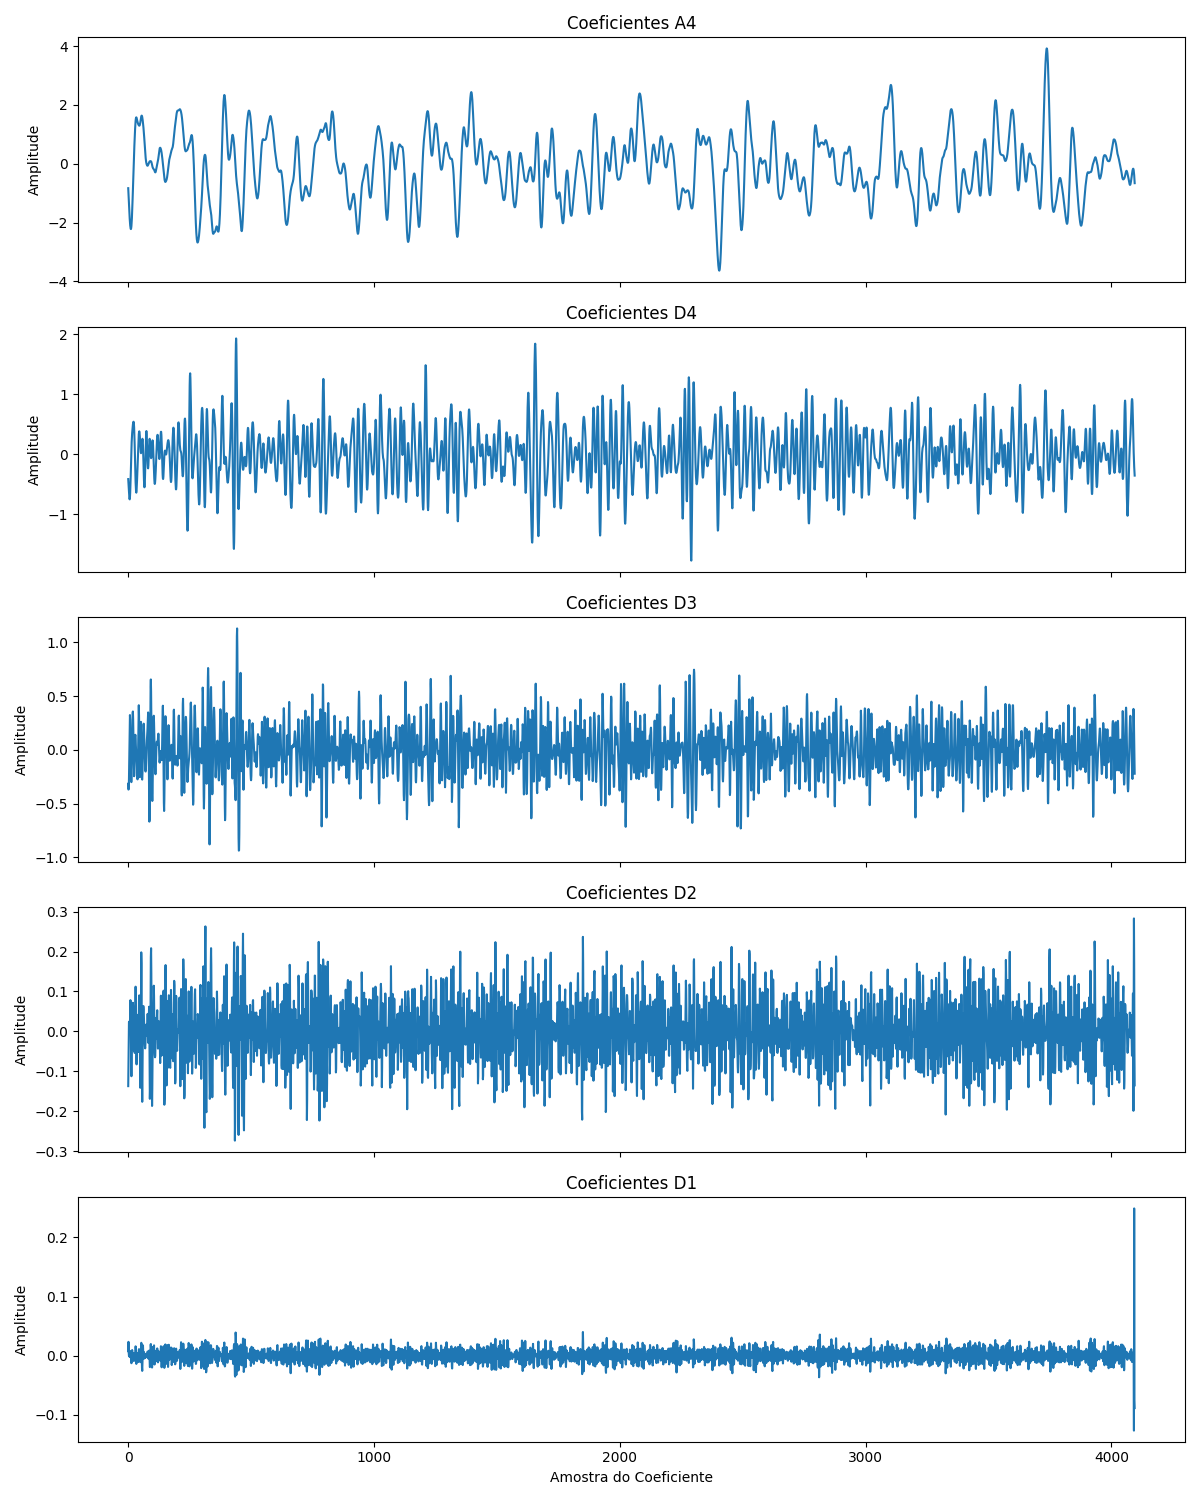 Coeficientes A4
4
2
0
−2
−4
Amplitude
Coeficientes D4
2
1
0
−1
Amplitude
Coeficientes D3
1.0
0.5
0.0
−0.5
−1.0
Amplitude
Coeficientes D2
0.3
0.2
0.1
0.0
−0.1
−0.2
−0.3
Amplitude
Coeficientes D1
0.2
0.1
0.0
−0.1
Amplitude
0 1000 2000 3000 4000
Amostra do Coeficiente